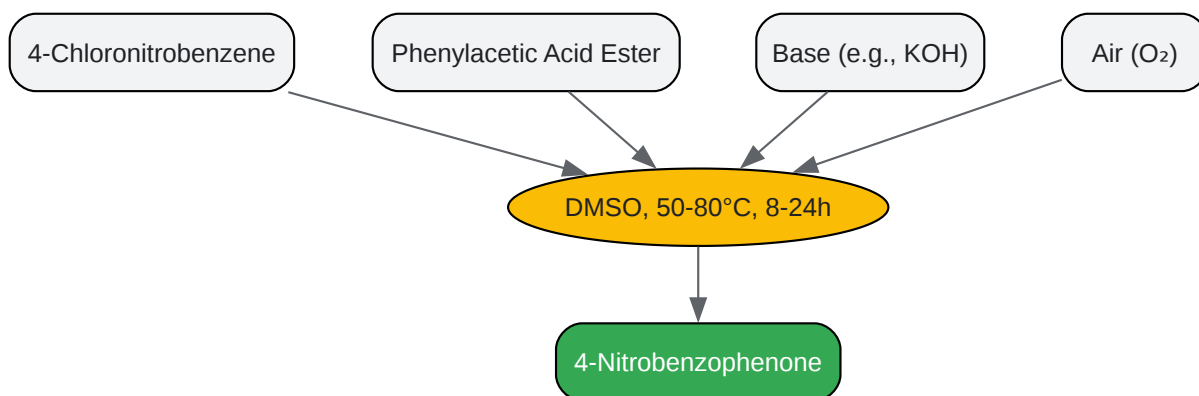 4-Chloronitrobenzene
Phenylacetic Acid Ester
Base (e.g., KOH)
Air (O₂)
DMSO, 50-80°C, 8-24h
4-Nitrobenzophenone